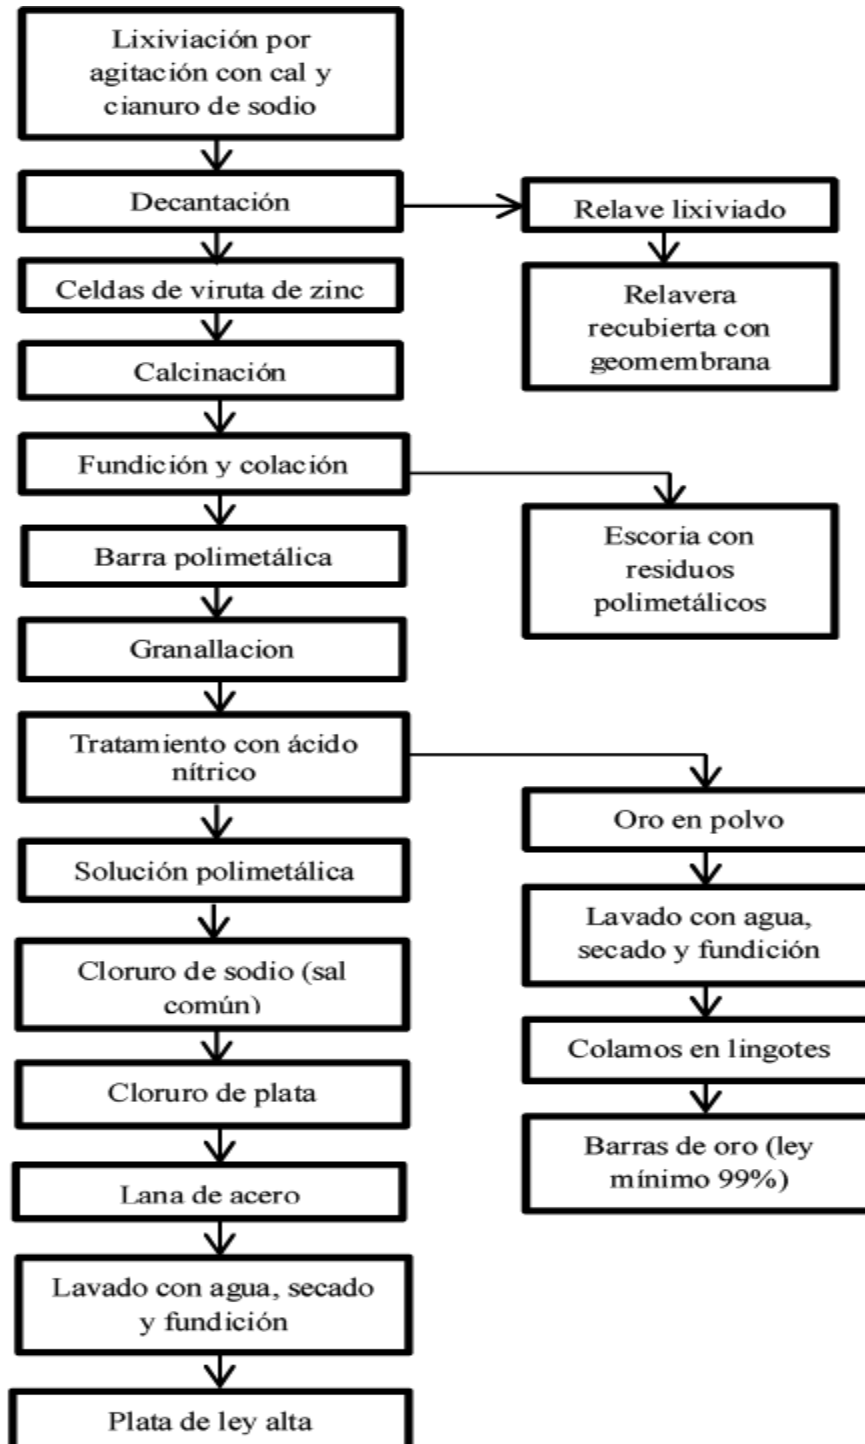 Lixiviación por
agitación con cal y
cianuro de sodio
Decantación
Relave lixiviado
Celdas de viruta de zinc
Relavera
recubierta con
geomembrana
Calcinación
Fundición y colación
Escoria con
residuos
polimetálicos
Barra polimetálica
Granallacion
Tratamiento con ácido
nítrico
Oro en polvo
Solución polimetálica
Lavado con agua,
secado y fundición
Cloruro de sodio (sal
común)
Colamos en lingotes
Cloruro de plata
Barras de oro (ley
mínimo 99%)
Lana de acero
Lavado con agua, secado
y fundición
Plata de ley alta